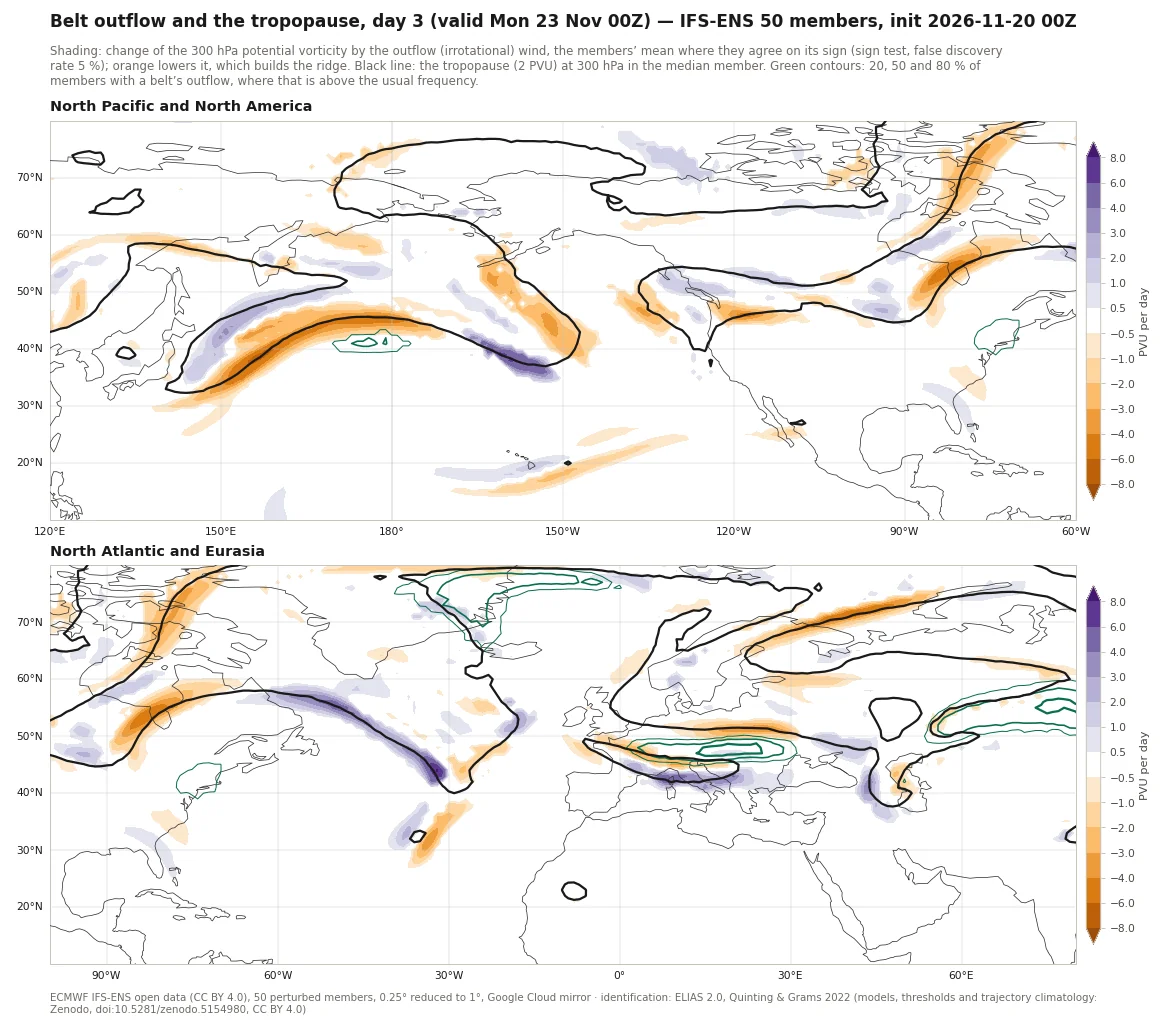 Belt outflow and the tropopause, day 3 (valid Mon 23 Nov 00Z) — IFS-ENS 50 members, init 2026-11-20 00Z
Shading: change of the 300 hPa potential vorticity by the outflow (irrotational) wind, the members’ mean where they agree on its sign (sign test, false discovery
rate 5 %); orange lowers it, which builds the ridge. Black line: the tropopause (2 PVU) at 300 hPa in the median member. Green contours: 20, 50 and 80 % of
members with a belt’s outflow, where that is above the usual frequency.
North Pacific and North America
70°N
60°N
50°N
40°N
30°N
20°N
120°E
150°E
180°
150°W
120°W
90°W
60°W
8.0
6.0
4.0
3.0
2.0
1.0
0.5
−0.5
−1.0
−2.0
−3.0
−4.0
−6.0
−8.0
PVU per day
North Atlantic and Eurasia
70°N
60°N
50°N
40°N
30°N
20°N
90°W
60°W
30°W
0°
30°E
60°E
8.0
6.0
4.0
3.0
2.0
1.0
0.5
−0.5
−1.0
−2.0
−3.0
−4.0
−6.0
−8.0
PVU per day
ECMWF IFS-ENS open data (CC BY 4.0), 50 perturbed members, 0.25° reduced to 1°, Google Cloud mirror · identification: ELIAS 2.0, Quinting & Grams 2022 (models, thresholds and trajectory climatology:
Zenodo, doi:10.5281/zenodo.5154980, CC BY 4.0)